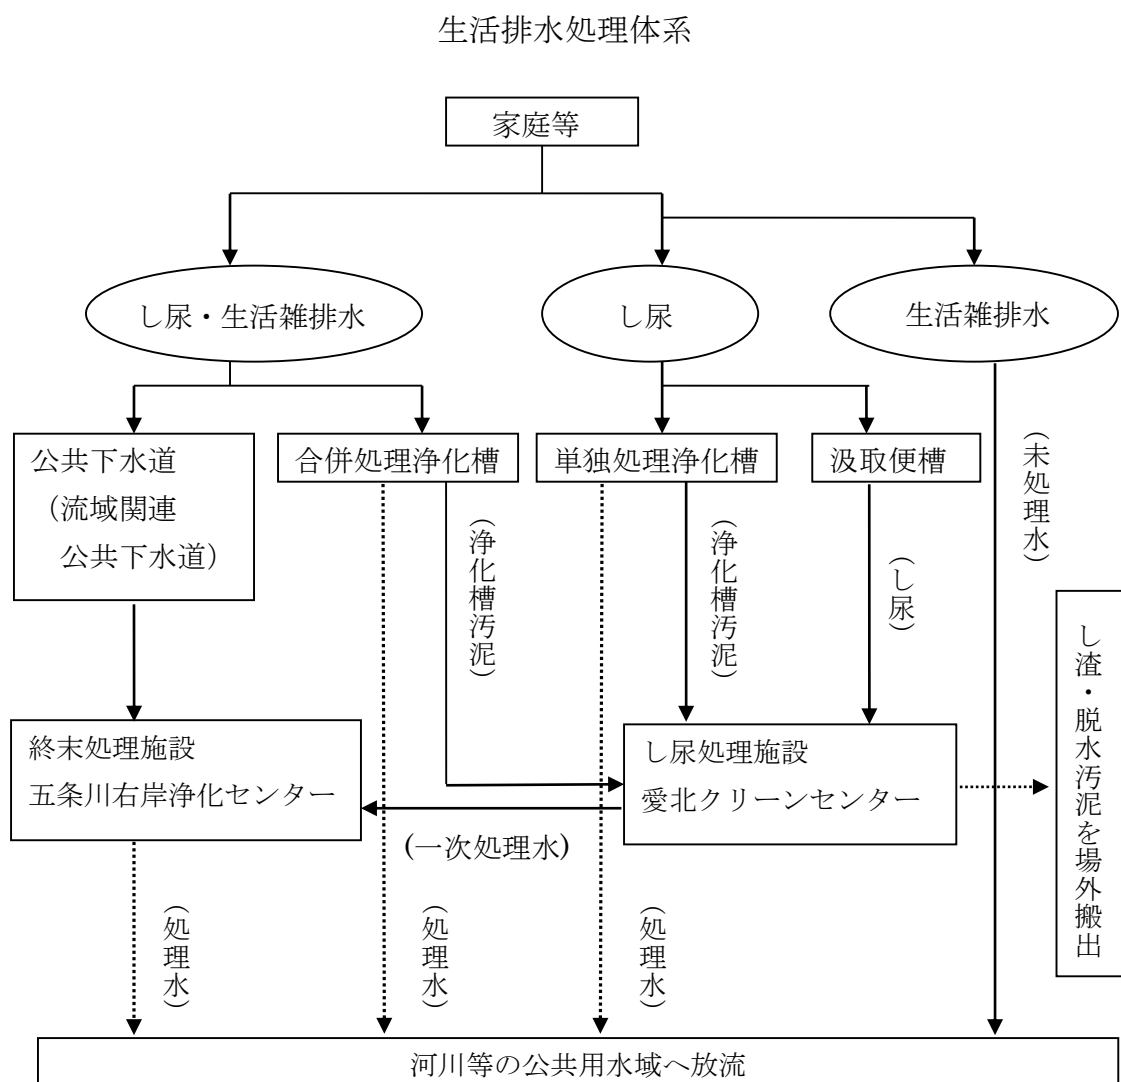 生活排水処理体系
家庭等
し尿・生活雑排水
し尿
生活雑排水
公共下水道
（流域関連
公共下水道）
合併処理浄化槽
単独処理浄化槽
汲取便槽
（未処理水）
（浄化槽汚泥）
（浄化槽汚泥）
（し尿）
し渣・脱水汚泥を場外搬出
終末処理施設
五条川右岸浄化センター
し尿処理施設
愛北クリーンセンター
(一次処理水)
（処理水）
（処理水）
（処理水）
河川等の公共用水域へ放流